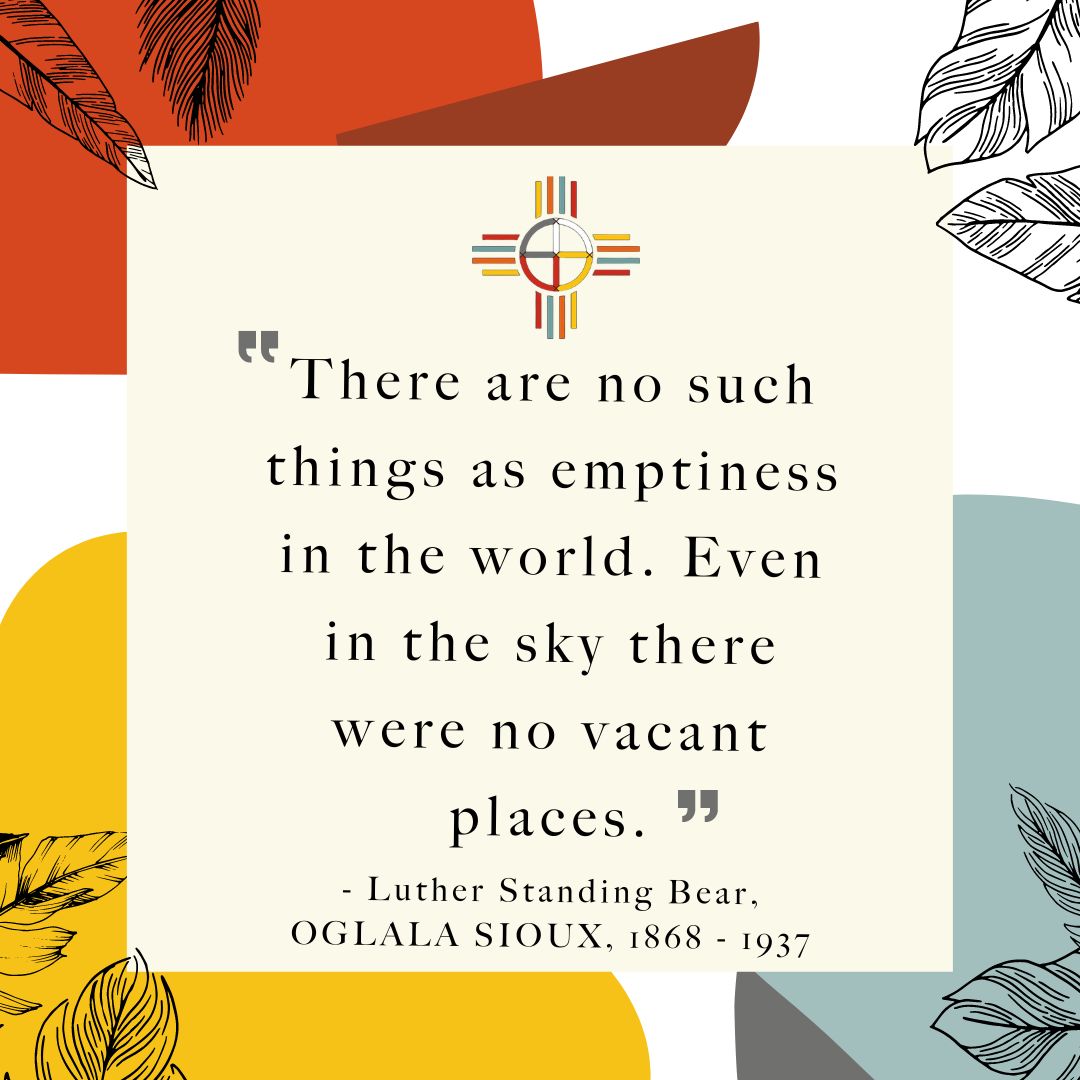 "There are no such
things as emptiness
in the world. Even
in the sky there
were no vacant
places. "
- Luther Standing Bear,
OGLALA SIOUX, 1868 - 1937